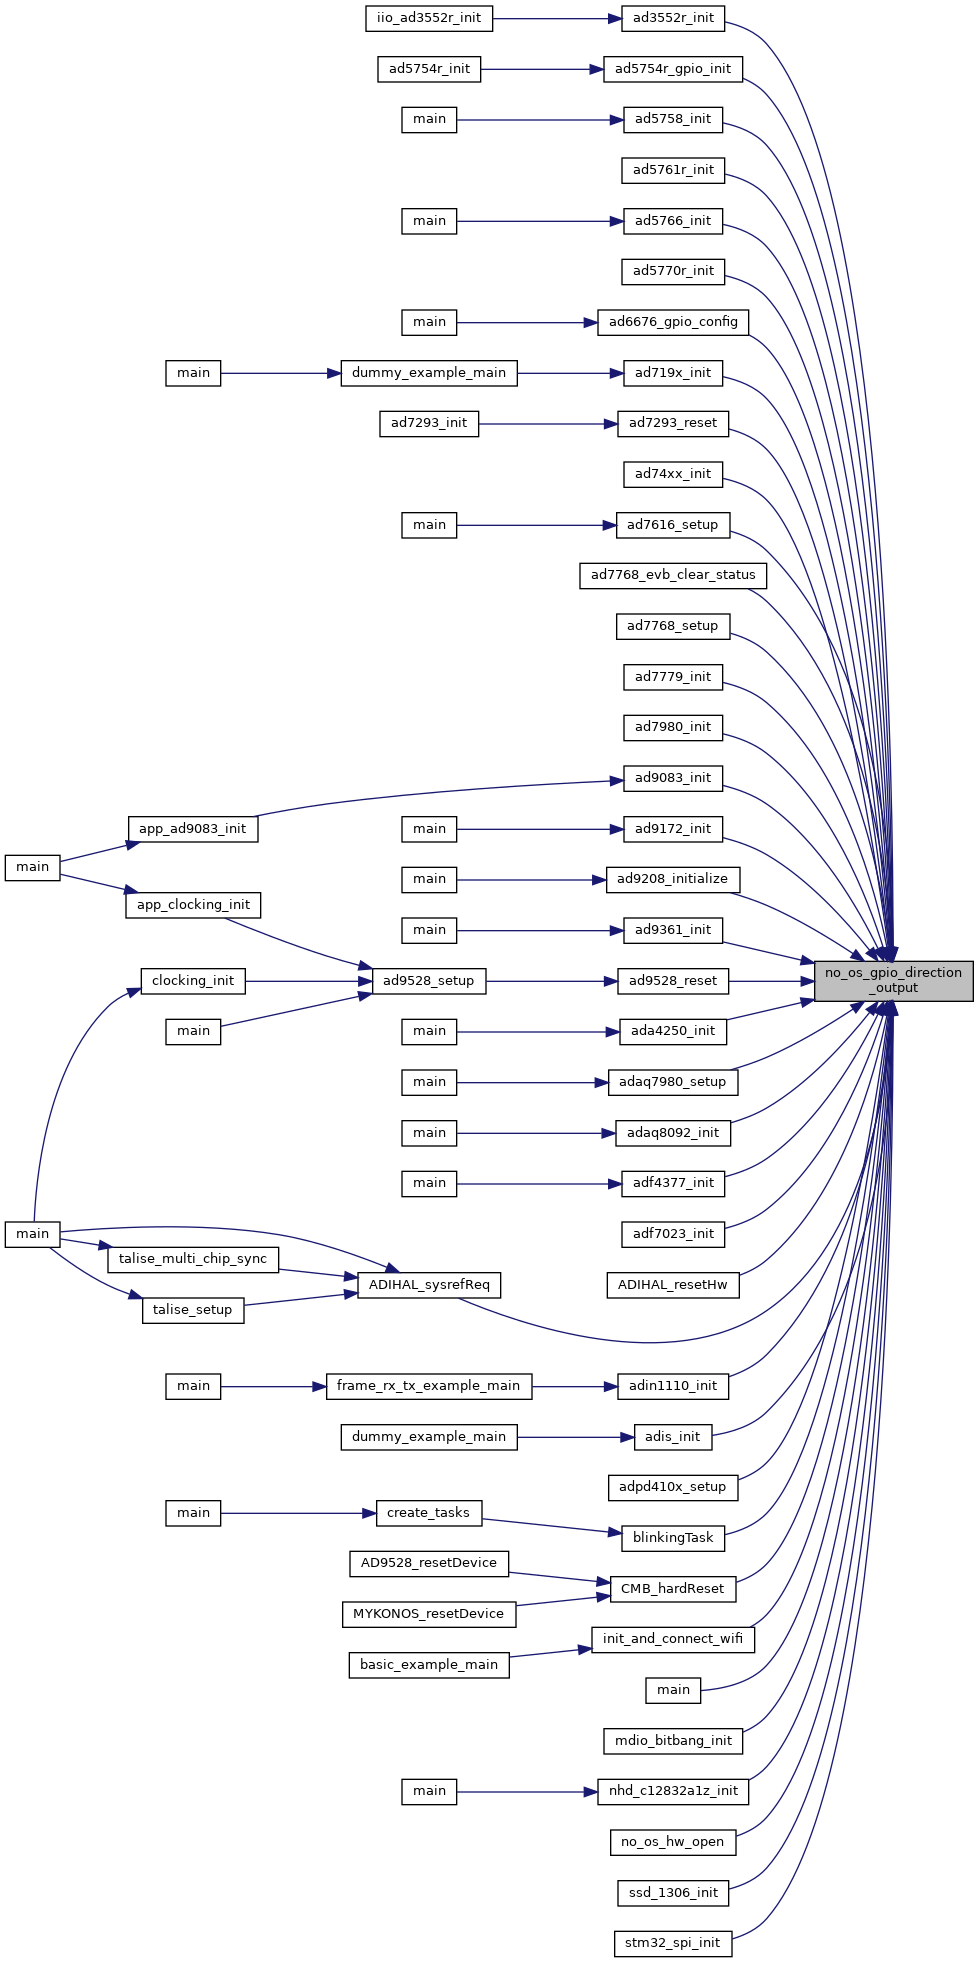 iio_ad3552r_init
ad3552r_init
ad5754r_init
ad5754r_gpio_init
main
ad5758_init
ad5761r_init
main
ad5766_init
ad5770r_init
main
ad6676_gpio_config
main
dummy_example_main
ad719x_init
ad7293_init
ad7293_reset
ad74xx_init
main
ad7616_setup
ad7768_evb_clear_status
ad7768_setup
ad7779_init
ad7980_init
ad9083_init
app_ad9083_init
main
ad9172_init
main
main
ad9208_initialize
app_clocking_init
main
ad9361_init
no_os_gpio_direction
_output
clocking_init
ad9528_setup
ad9528_reset
main
main
ada4250_init
main
adaq7980_setup
main
adaq8092_init
main
adf4377_init
main
adf7023_init
talise_multi_chip_sync
ADIHAL_sysrefReq
ADIHAL_resetHw
talise_setup
main
frame_rx_tx_example_main
adin1110_init
dummy_example_main
adis_init
adpd410x_setup
main
create_tasks
blinkingTask
AD9528_resetDevice
CMB_hardReset
MYKONOS_resetDevice
init_and_connect_wifi
basic_example_main
main
mdio_bitbang_init
main
nhd_c12832a1z_init
no_os_hw_open
ssd_1306_init
stm32_spi_init